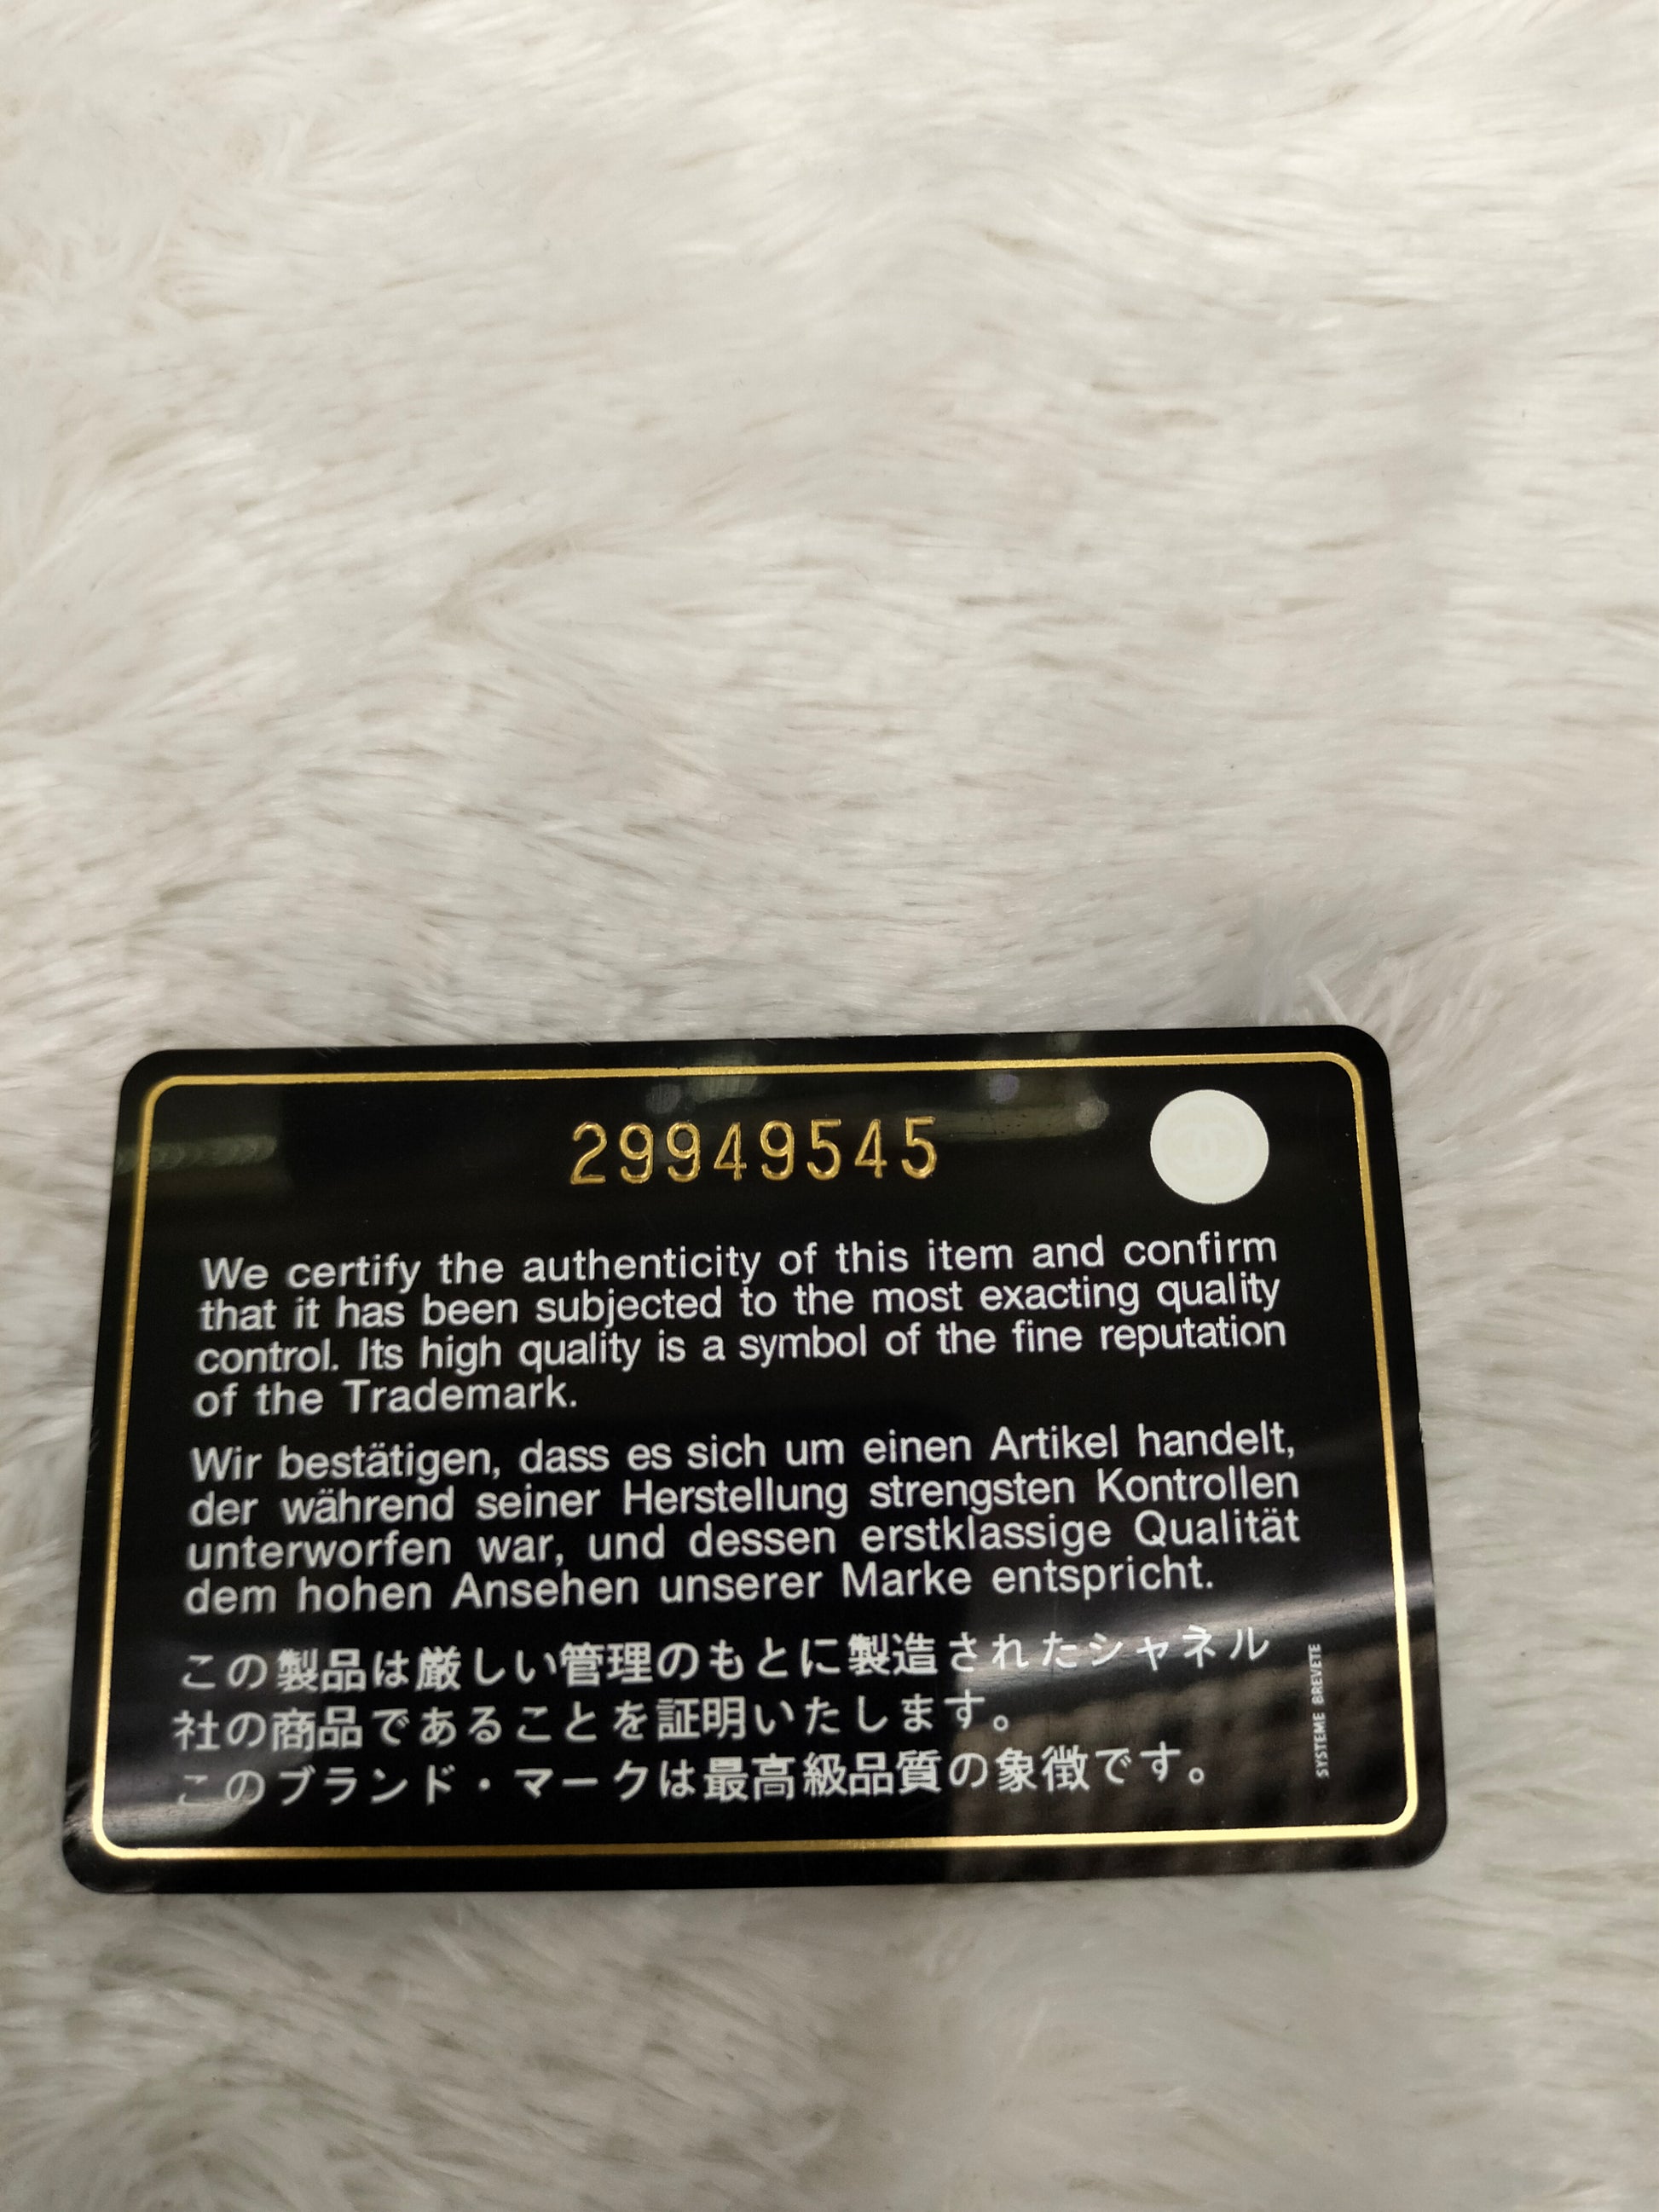 29949545
We certify the authenticity of this item and confirm
that it has been subjected to the most exacting quality
control. Its high quality is a symbol of the fine reputation
of the Trademark.
Wir bestätigen, dass es sich um einen Artikel handelt,
der während seiner Herstellung strengsten Kontrollen
unterworfen war, und dessen erstklassige Qualität
dem hohen Ansehen unserer Marke entspricht.
この製品は厳しい管理のもとに製造されたシャネル
社の商品であることを証明いたします。
このブランド・マークは最高級品質の象徴です。
SYSTEME BREVETE